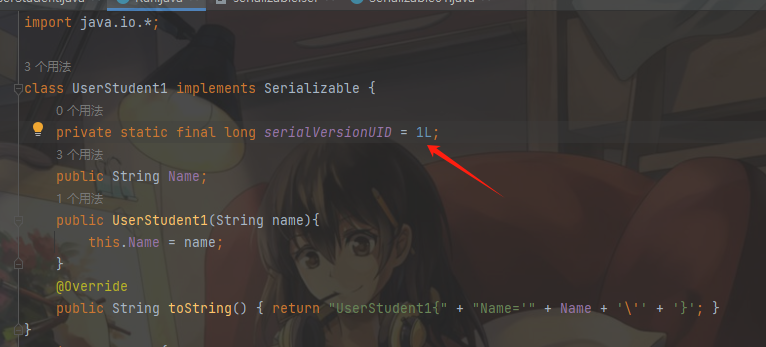 import java.io.*;
3 个用法
class UserStudent1 implements Serializable {
0 个用法
private static final long serialVersionUID = 1L;
3 个用法
public String Name;
1 个用法
public UserStudent1(String name){
this.Name = name;
}
@Override
public String toString() { return "UserStudent1{" + "Name='" + Name + '\'' + '}'; }
}